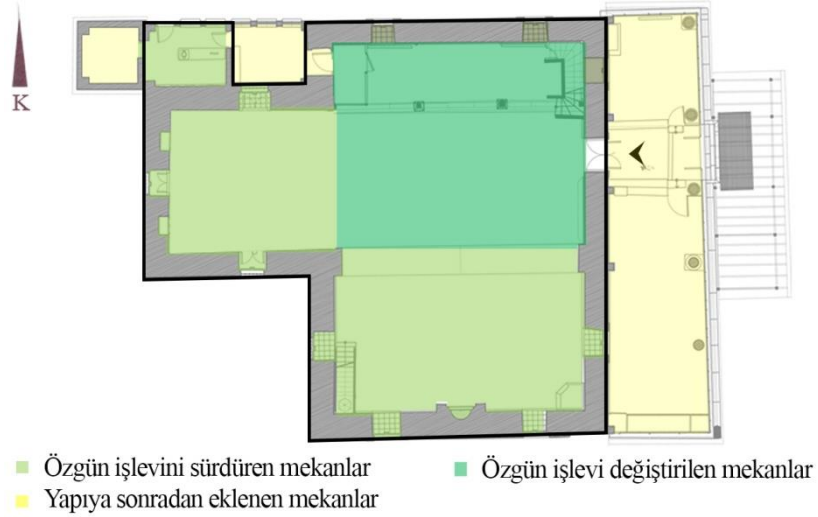 K
Özgün işlevini sürdüren mekanlar
Özgün işlevi değiştirilen mekanlar
Yapıya sonradan eklenen mekanlar